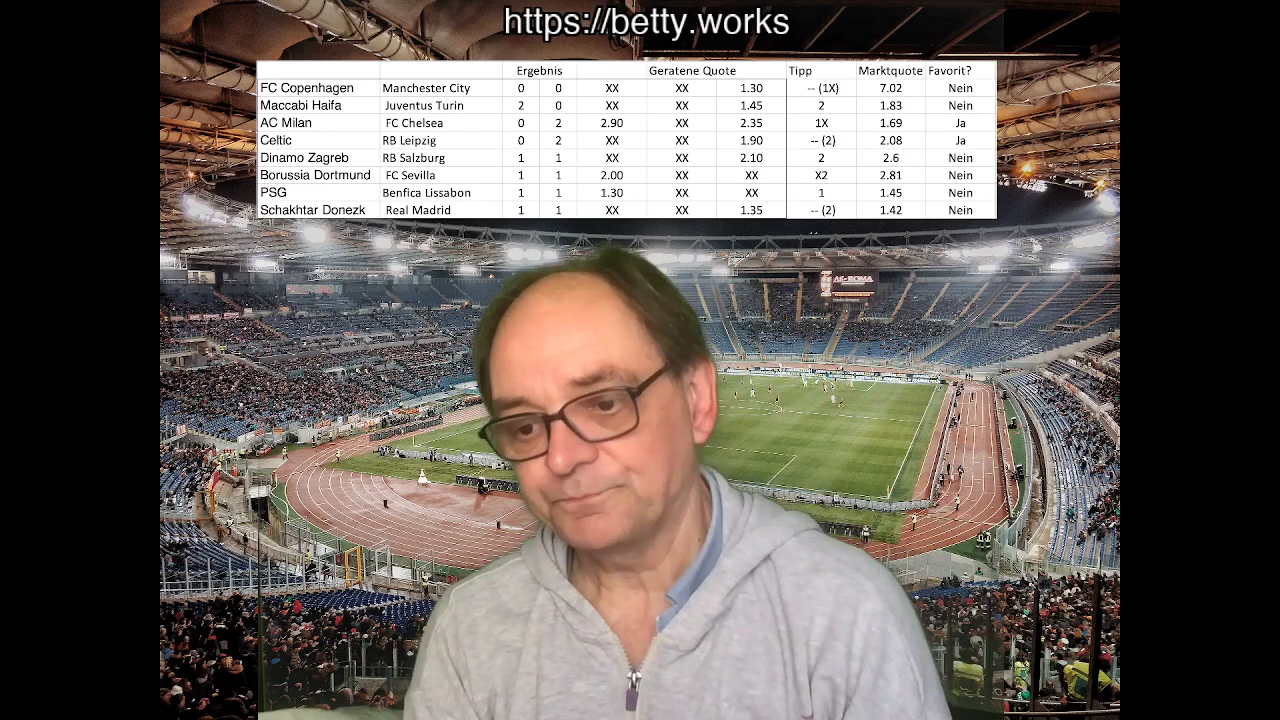 https://betty.works
Ergebnis Geratene Quote Tipp Marktquote Favorit?
FC Copenhagen Manchester City 0 0 XX XX 1.30 -- (1X) 7.02 Nein
Maccabi Haifa Juventus Turin 2 0 XX XX 1.45 2 1.83 Nein
AC Milan FC Chelsea 0 2 2.90 XX 2.35 1X 1.69 Ja
Celtic RB Leipzig 0 2 XX XX 1.90 -- (2) 2.08 Ja
Dinamo Zagreb RB Salzburg 1 1 XX XX 2.10 2 2.6 Nein
Borussia Dortmund FC Sevilla 1 1 2.00 XX XX X2 2.81 Nein
PSG Benfica Lissabon 1 1 1.30 XX XX 1 1.45 Nein
Schakhtar Donezk Real Madrid 1 1 XX XX 1.35 -- (2) 1.42 Nein
AS ROMA